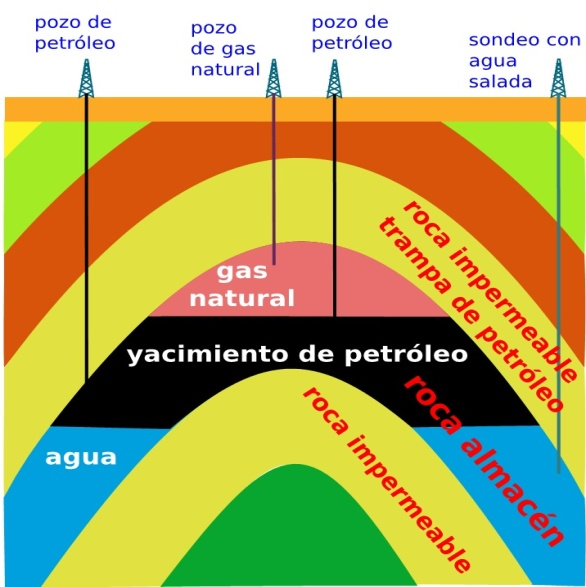 pozo de
petróleo
pozo
de gas
natural
pozo de
petróleo
sondeo con
agua
salada
roca impermeable
trampa de petróleo
gas
natural
yacimiento de petróleo
roca almacén
roca impermeable
agua